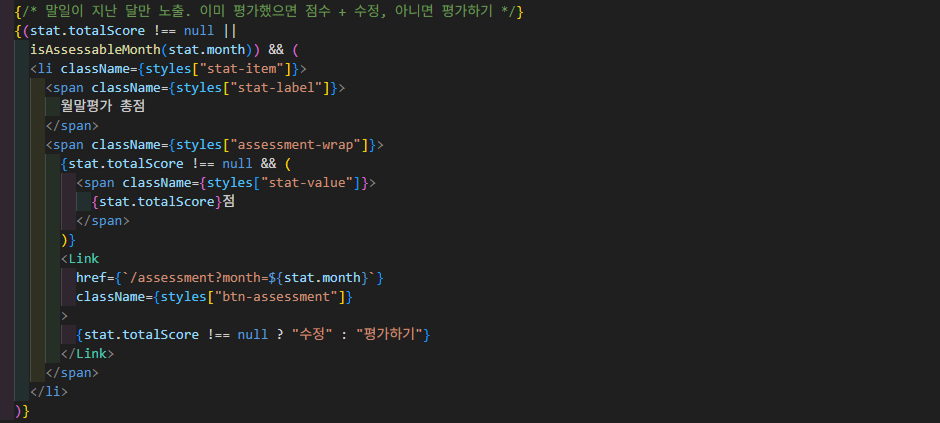 {/* 말일이 지난 달만 노출. 이미 평가했으면 점수 + 수정, 아니면 평가하기 */}
{(stat.totalScore !== null ||
  isAssessableMonth(stat.month)) && (
  <li className={styles["stat-item"]}>
    <span className={styles["stat-label"]}>
      월말평가 총점
    </span>
    <span className={styles["assessment-wrap"]}>
      {stat.totalScore !== null && (
        <span className={styles["stat-value"]}>
          {stat.totalScore}점
        </span>
      )}
      <Link
        href={`/assessment?month=${stat.month}`}
        className={styles["btn-assessment"]}
      >
        {stat.totalScore !== null ? "수정" : "평가하기"}
      </Link>
    </span>
  </li>
)}